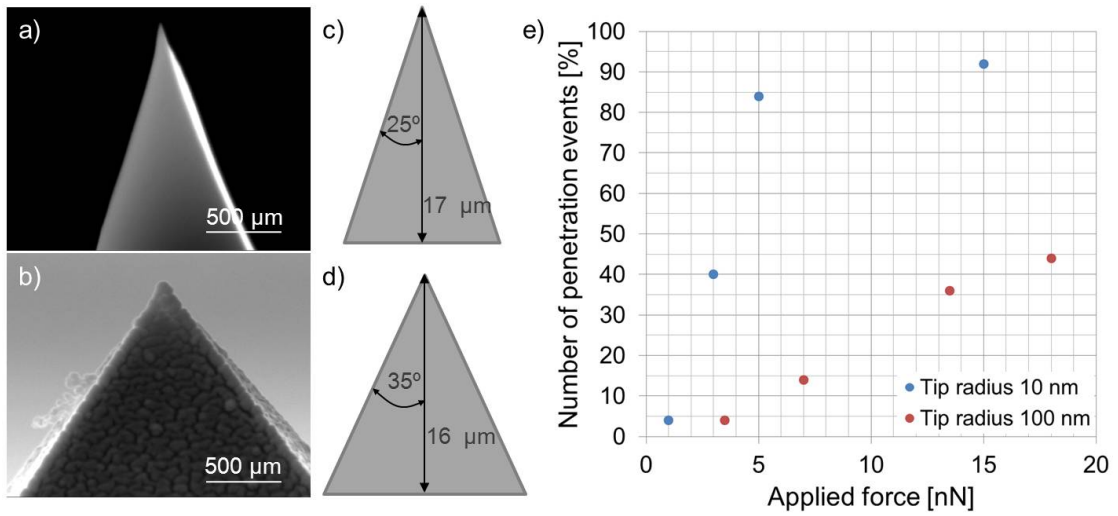 a)
500 µm
b)
500 µm
c)
25º
17 µm
d)
35º
16 µm
e)
Number of penetration events [%]
100
90
80
70
60
50
40
30
20
10
0
0 5 10 15 20
Applied force [nN]
Tip radius 10 nm
Tip radius 100 nm